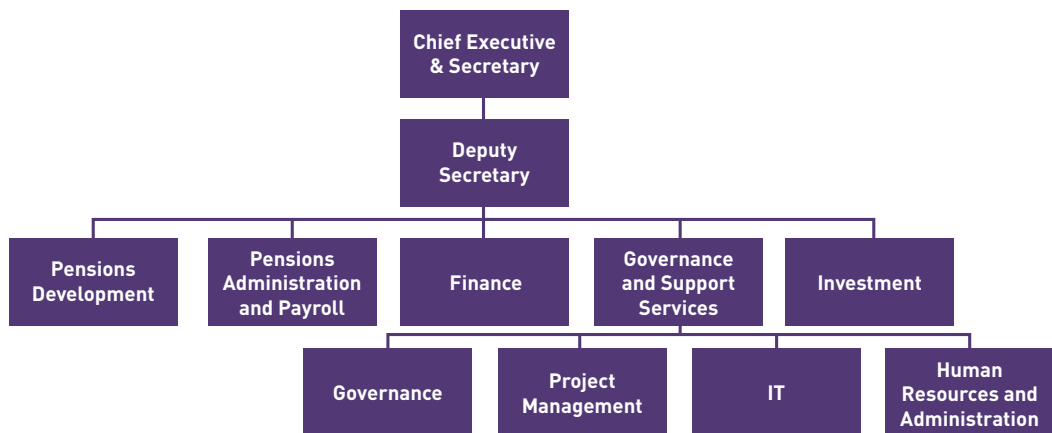 Chief Executive
& Secretary
Deputy
Secretary
Pensions
Development
Pensions
Administration
and Payroll
Finance
Governance
and Support
Services
Investment
Governance
Project
Management
IT
Human
Resources and
Administration